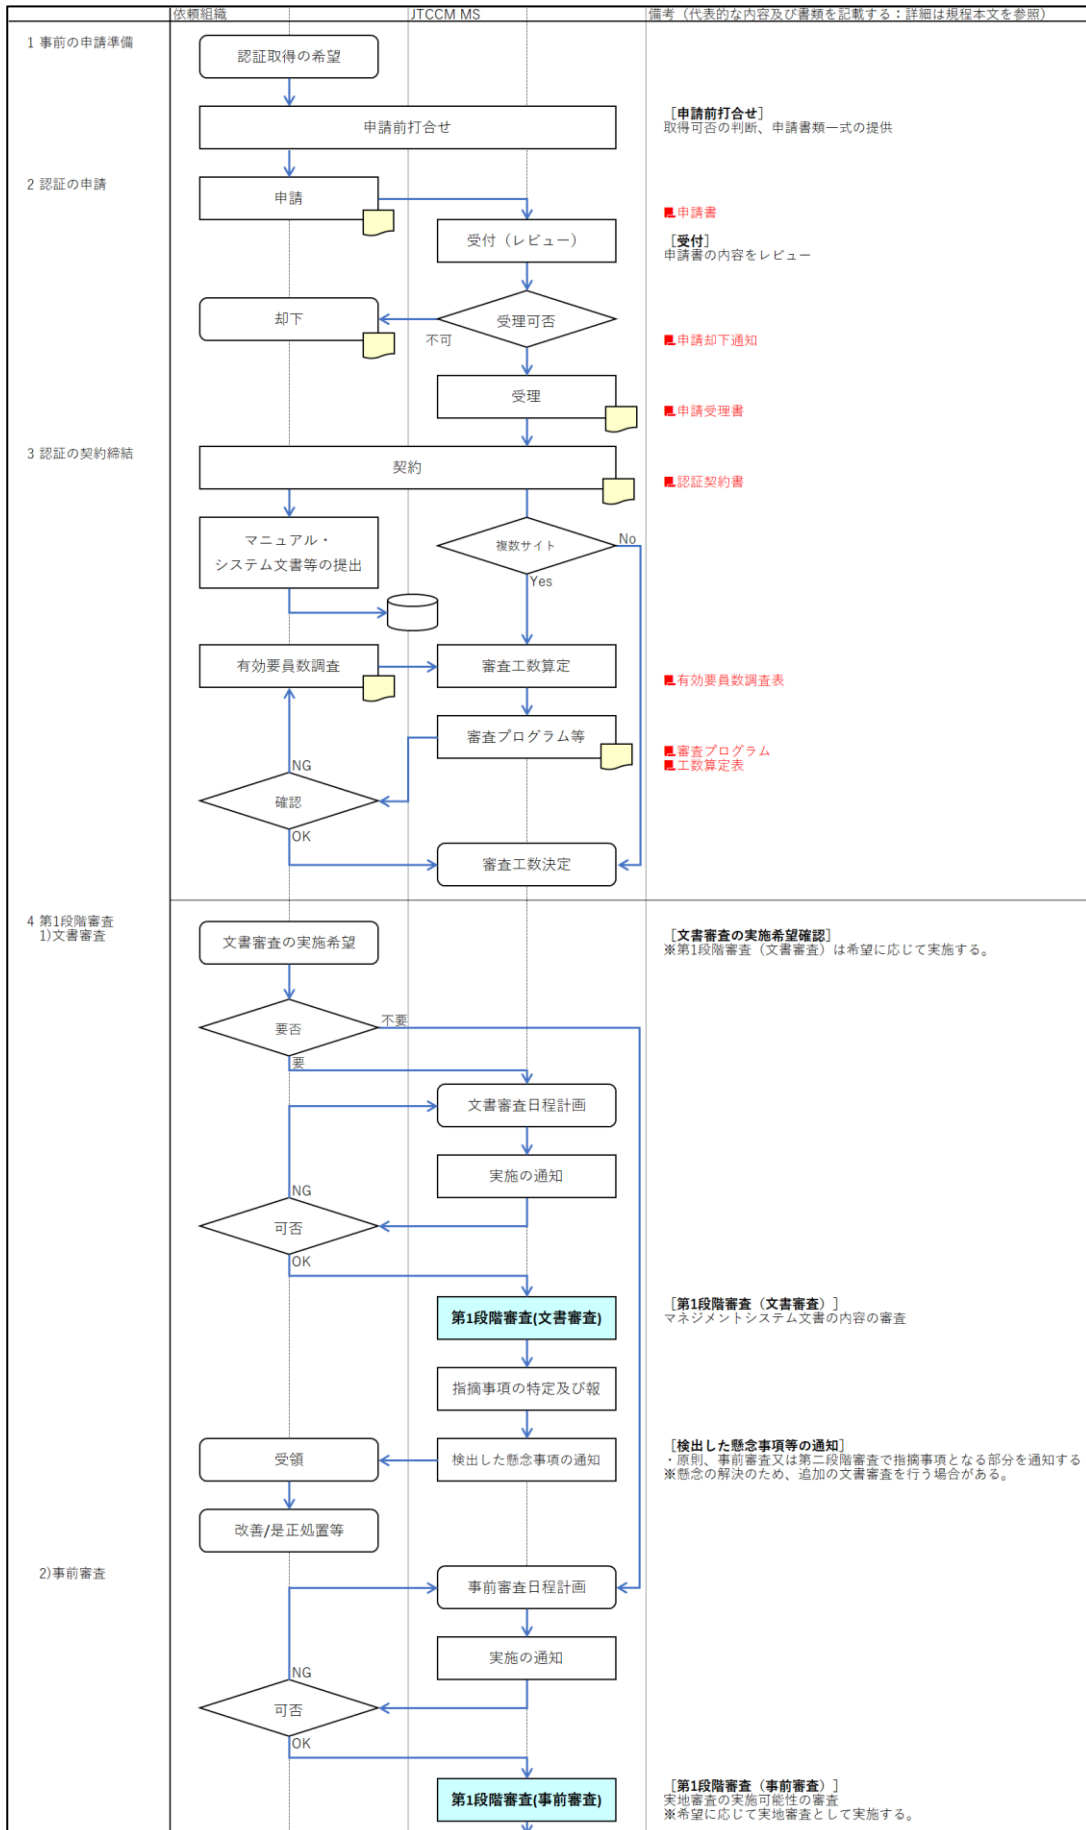 依頼組織
JTCCM MS
備考（代表的な内容及び書類を記載する：詳細は規程本文を参照）
1 事前の申請準備
認証取得の希望
申請前打合せ
［申請前打合せ］
取得可否の判断、申請書類一式の提供
2 認証の申請
申請
申請書
受付（レビュー）
［受付］
申請書の内容をレビュー
却下
不可
受理可否
申請却下通知
受理
申請受理書
3 認証の契約締結
契約
認証契約書
マニュアル・
システム文書等の提出
複数サイト
No
Yes
有効要員数調査
審査工数算定
有効要員数調査表
審査プログラム等
審査プログラム
工数算定表
NG
確認
OK
審査工数決定
4 第1段階審査
1)文書審査
文書審査の実施希望
［文書審査の実施希望確認］
※第1段階審査（文書審査）は希望に応じて実施する。
要否
不要
要
文書審査日程計画
実施の通知
NG
可否
OK
第1段階審査(文書審査)
［第1段階審査（文書審査）］
マネジメントシステム文書の内容の審査
指摘事項の特定及び報
受領
検出した懸念事項の通知
［検出した懸念事項等の通知］
・原則、事前審査又は第二段階審査で指摘事項となる部分を通知する
※懸念の解決のため、追加の文書審査を行う場合がある。
改善/是正処置等
2)事前審査
事前審査日程計画
実施の通知
NG
可否
OK
第1段階審査(事前審査)
［第1段階審査（事前審査）］
実地審査の実施可能性の審査
※希望に応じて実地審査として実施する。